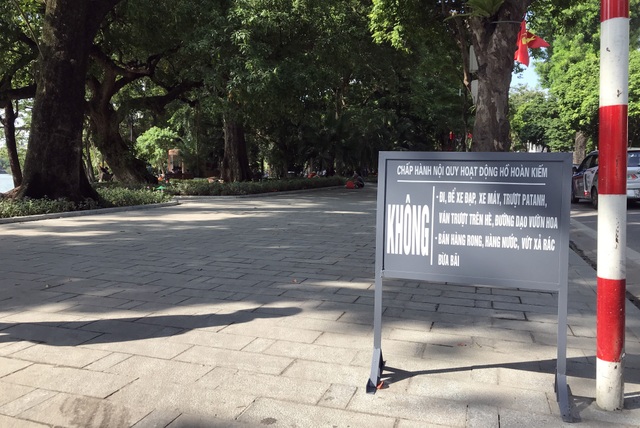 CHẤP HÀNH NỘI QUY HOẠT ĐỘNG HỒ HOÀN KIẾM
KHÔNG
- ĐI, ĐỂ XE ĐẠP, XE MÁY, TRƯỢT PATANH,
VÁN TRƯỢT TRÊN HÈ, ĐƯỜNG DẠO VƯỜN HOA
- BÁN HÀNG RONG, HÀNG NƯỚC, VỨT XẢ RÁC
BỪA BÃI